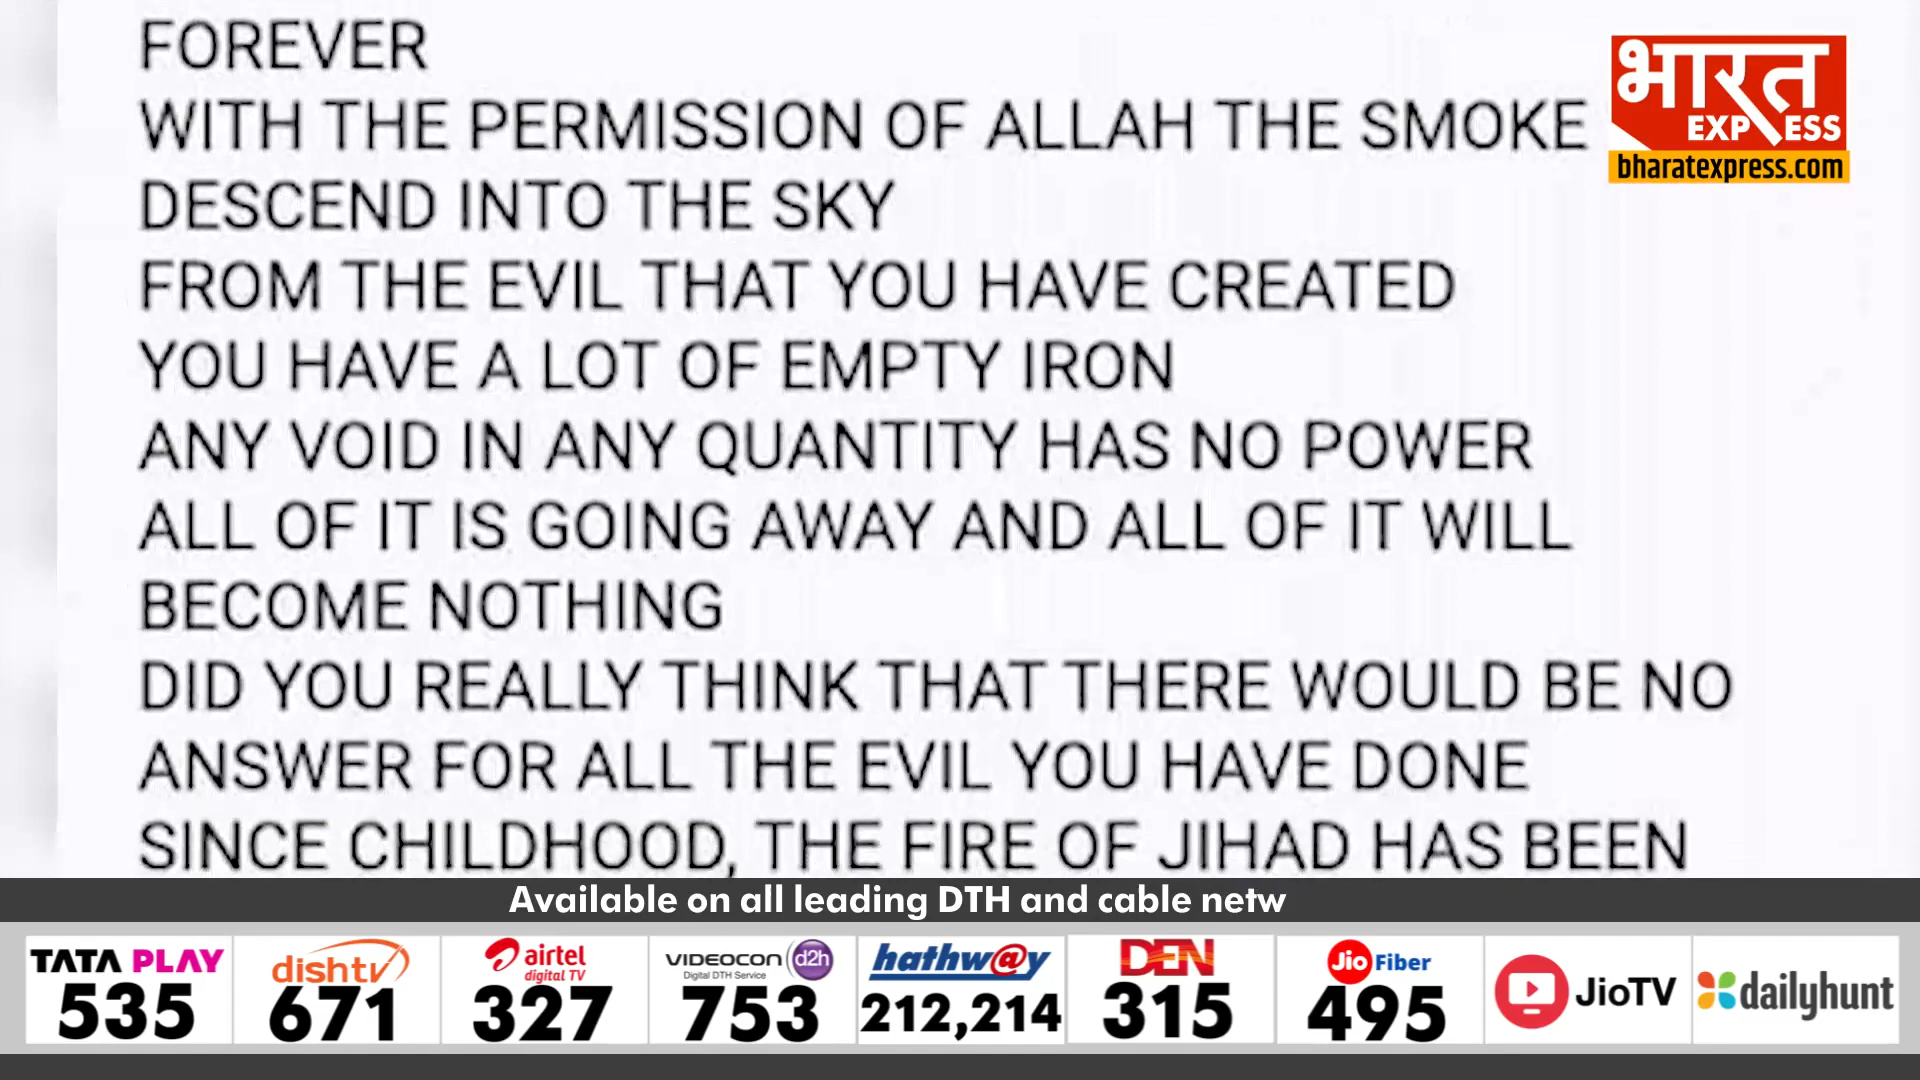 FOREVER
WITH THE PERMISSION OF ALLAH THE SMOKE
DESCEND INTO THE SKY
FROM THE EVIL THAT YOU HAVE CREATED
YOU HAVE A LOT OF EMPTY IRON
ANY VOID IN ANY QUANTITY HAS NO POWER
ALL OF IT IS GOING AWAY AND ALL OF IT WILL
BECOME NOTHING
DID YOU REALLY THINK THAT THERE WOULD BE NO
ANSWER FOR ALL THE EVIL YOU HAVE DONE
SINCE CHILDHOOD, THE FIRE OF JIHAD HAS BEEN
भारत
EXPRESS
bharatexpress.com
Available on all leading DTH and cable netw
TATA PLAY
535
dishtv
671
airtel
digital TV
327
VIDEOCON d2h
Digital DTH Service
753
hathw@y
212,214
DEN
315
Jio Fiber
495
JioTV
dailyhunt